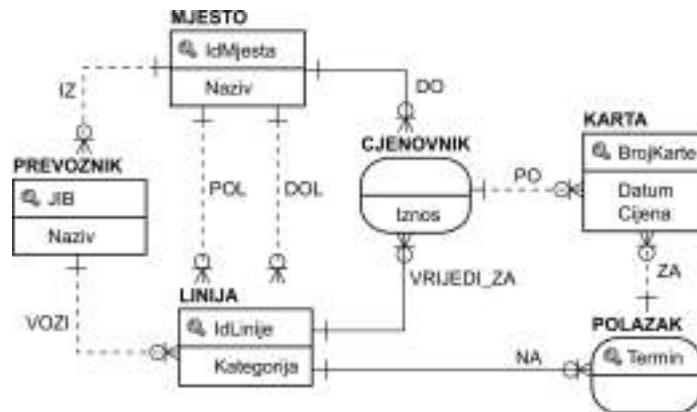 MJESTO
IdMjesta
Naziv
IZ
DO
KARTA
PREVOZNIK
CJENOVNIK
BrojKarte
JIB
POL
DOL
PO
Datum
Naziv
Iznos
Cijena
LINIJA
VRIJEDI_ZA
ZA
VOZI
IdLinije
POLAZAK
Kategorija
NA
Termin